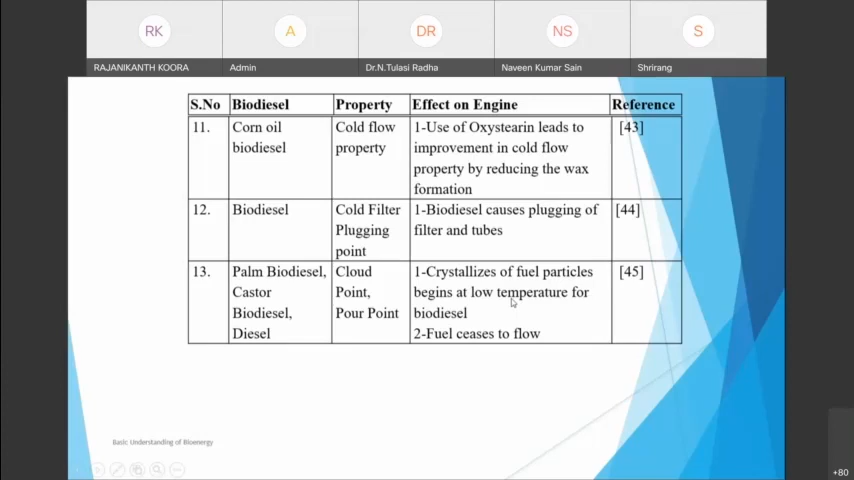 RK
A
DR
NS
S
RAJANIKANTH KOORA
Admin
Dr.N.Tulasi Radha
Naveen Kumar Sain
Shrirang
S.No Biodiesel Property Effect on Engine Reference
11. Corn oil Cold flow 1-Use of Oxystearin leads to [43]
biodiesel property improvement in cold flow
property by reducing the wax
formation
12. Biodiesel Cold Filter 1-Biodiesel causes plugging of [44]
Plugging filter and tubes
point
13. Palm Biodiesel, Cloud 1-Crystallizes of fuel particles [45]
Castor Point, begins at low temperature for
Biodiesel, Pour Point biodiesel
Diesel 2-Fuel ceases to flow
Basic Understanding of Bioenergy
+80